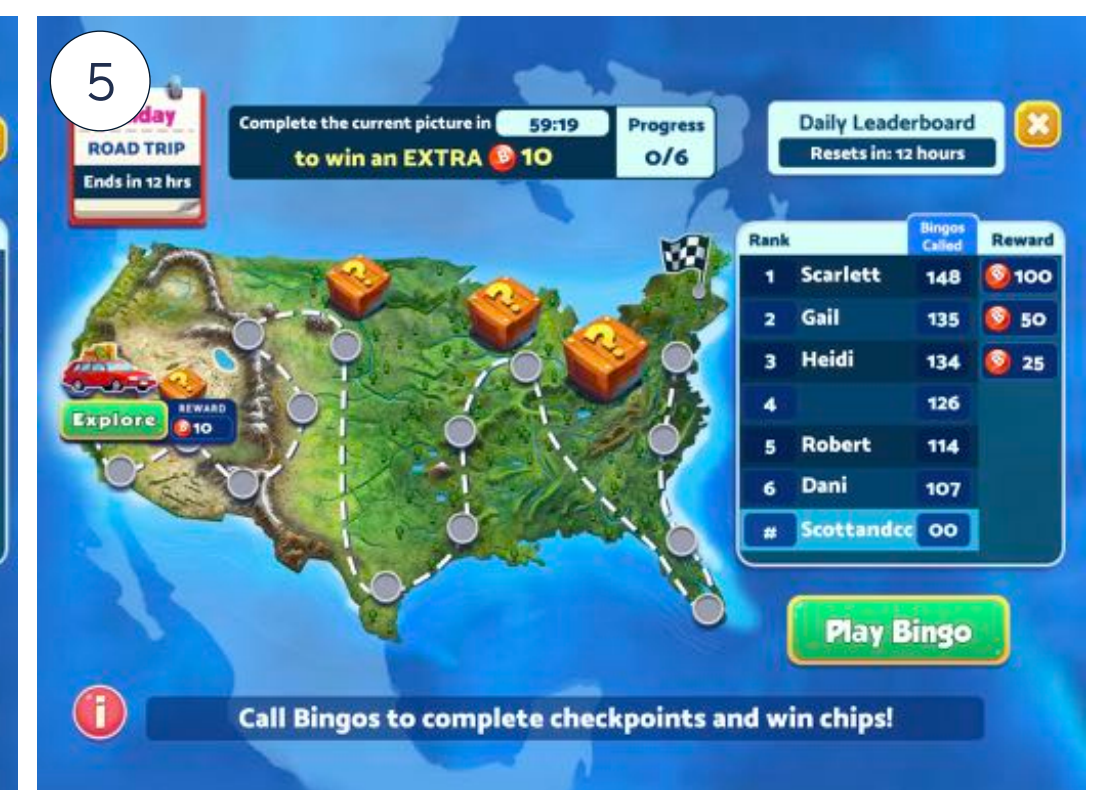 5
day
ROAD TRIP
Ends in 12 hrs
Complete the current picture in 59:19
to win an EXTRA B 10
Progress
0/6
Daily Leaderboard
Resets in: 12 hours
Rank Bingos Called Reward
1 Scarlett 148 B 100
2 Gail 135 B 50
3 Heidi 134 B 25
4 126
5 Robert 114
6 Dani 107
# Scottandcc 00
?
?
?
?
Explore
REWARD
B 10
Play Bingo
i
Call Bingos to complete checkpoints and win chips!